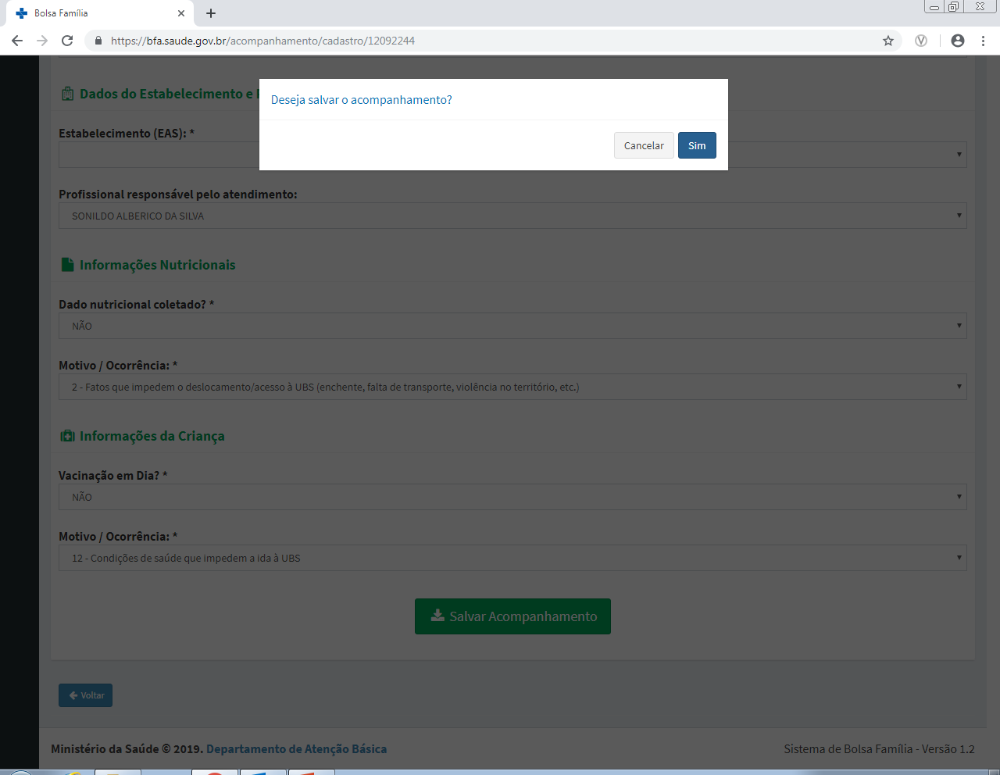 Bolsa Família
https://bfa.saude.gov.br/acompanhamento/cadastro/12092244
Deseja salvar o acompanhamento?
Cancelar
Sim
Dados do Estabelecimento e
Estabelecimento (EAS): *
Profissional responsável pelo atendimento:
SONILDO ALBERICO DA SILVA
Informações Nutricionais
Dado nutricional coletado? *
NÃO
Motivo / Ocorrência: *
2 - Fatos que impedem o deslocamento/acesso à UBS (enchente, falta de transporte, violência no território, etc.)
Informações da Criança
Vacinação em Dia? *
NÃO
Motivo / Ocorrência: *
12 - Condições de saúde que impedem a ida à UBS
Salvar Acompanhamento
Voltar
Ministério da Saúde © 2019. Departamento de Atenção Básica
Sistema de Bolsa Família - Versão 1.2